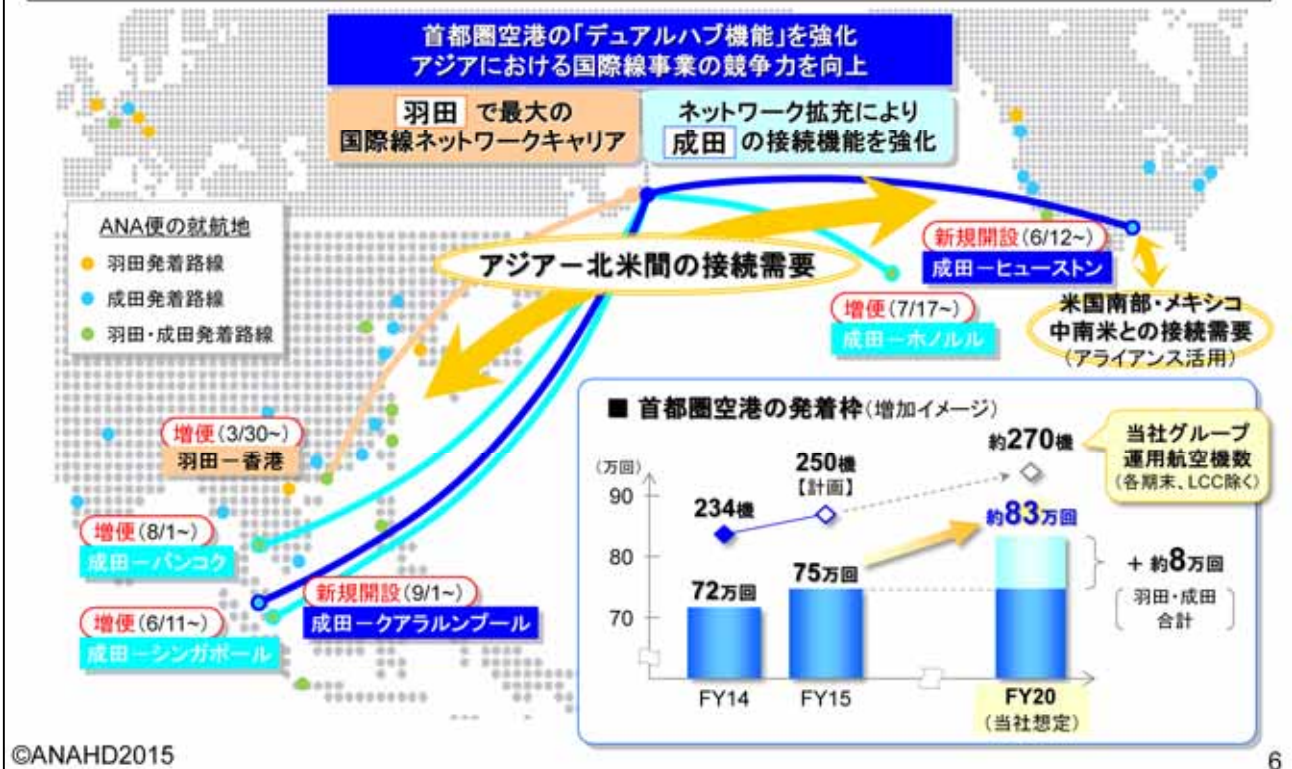 首都圏空港の「デュアルハブ機能」を強化
アジアにおける国際線事業の競争力を向上
羽田 で最大の
国際線ネットワークキャリア
ネットワーク拡充により
成田 の接続機能を強化
ANA便の就航地
羽田発着路線
成田発着路線
羽田・成田発着路線
アジア－北米間の接続需要
新規開設(6/12~)
成田－ヒューストン
増便(7/17~)
成田－ホノルル
米国南部・メキシコ
中南米との接続需要
(アライアンス活用)
増便(3/30~)
羽田－香港
増便(8/1~)
成田－バンコク
増便(6/11~)
成田－シンガポール
新規開設(9/1~)
成田－クアラルンプール
■ 首都圏空港の発着枠(増加イメージ)
(万回)
90
80
70
234機
250機
【計画】
約270機
当社グループ
運用航空機数
(各期末、LCC除く)
72万回
75万回
約83万回
+ 約8万回
羽田・成田
合計
FY14
FY15
FY20
(当社想定)
©ANAHD2015
6